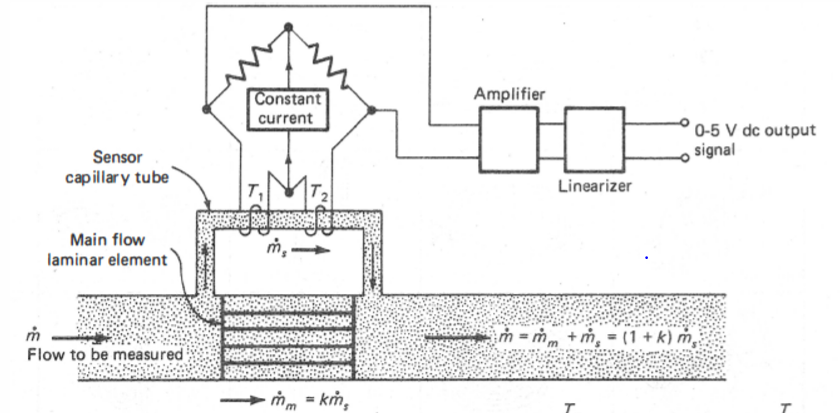 Constant
current
Amplifier
0-5 V dc output
signal
Linearizer
Sensor
capillary tube
T₁
T₂
ṁₛ
Main flow
laminar element
ṁ
Flow to be measured
ṁ = ṁₘ + ṁₛ = (1 + k) ṁₛ
ṁₘ = kṁₛ
T
T